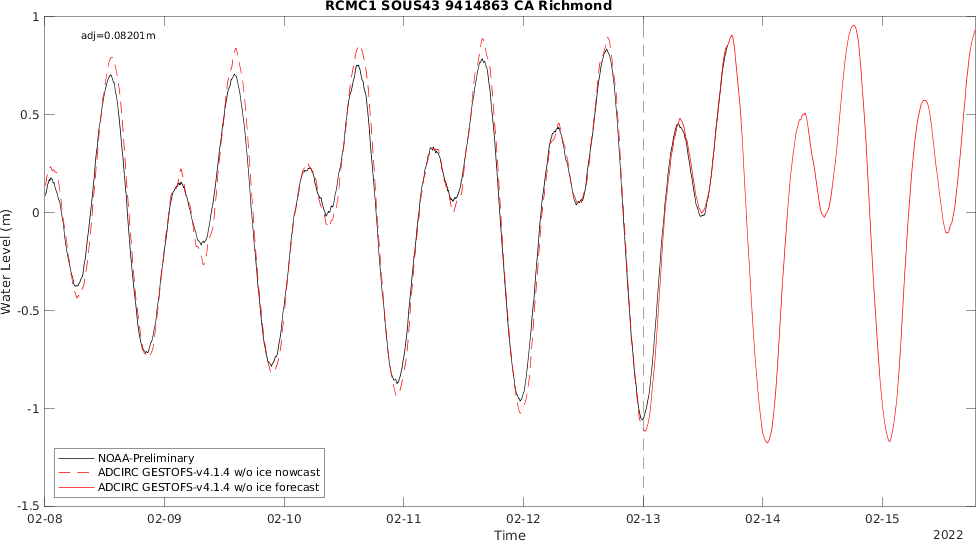 RCMC1 SOUS43 9414863 CA Richmond
adj=0.08201m
1
0.5
0
-0.5
-1
-1.5
Water Level (m)
NOAA-Preliminary
ADCIRC GESTOFS-v4.1.4 w/o ice nowcast
ADCIRC GESTOFS-v4.1.4 w/o ice forecast
02-08 02-09 02-10 02-11 02-12 02-13 02-14 02-15
Time
2022